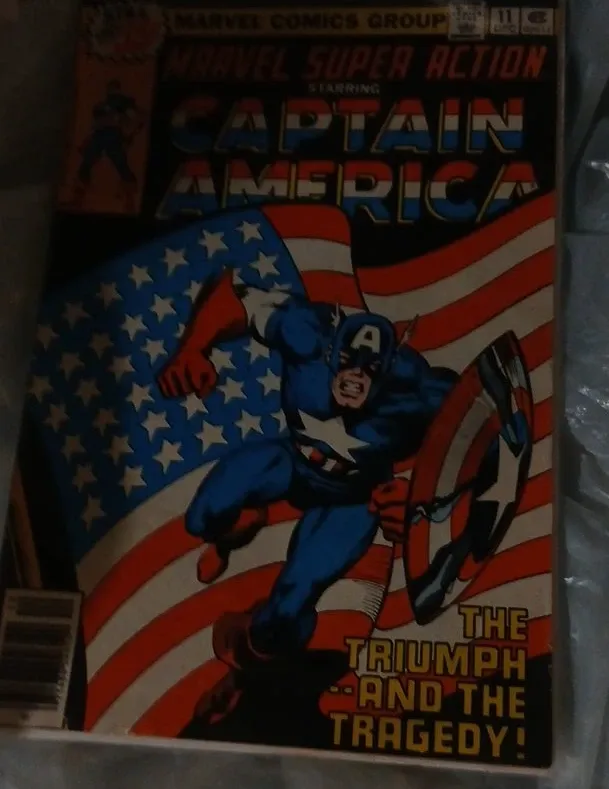 MARVEL COMICS GROUP
11
MARVEL SUPER ACTION
STARRING
CAPTAIN
AMERICA
A
THE
TRIUMPH
--AND THE
TRAGEDY!